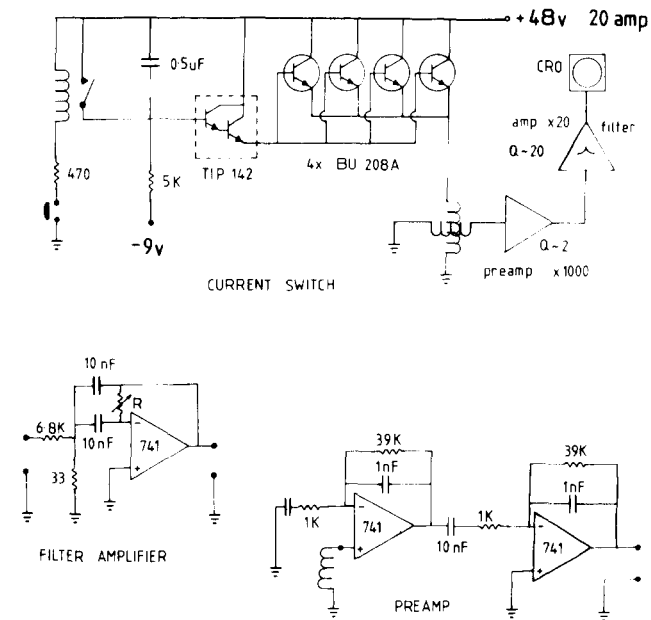 +48v 20 amp
0.5uF
CRO
amp x20
filter
Q~20
470
5K
TIP 142
4x BU 208A
-9v
Q~2
preamp x1000
CURRENT SWITCH
10 nF
R
6.8K
10nF
741
33
FILTER AMPLIFIER
39K
1nF
1K
741
10nF
1K
39K
1nF
741
PREAMP
-
+
-
+
-
+